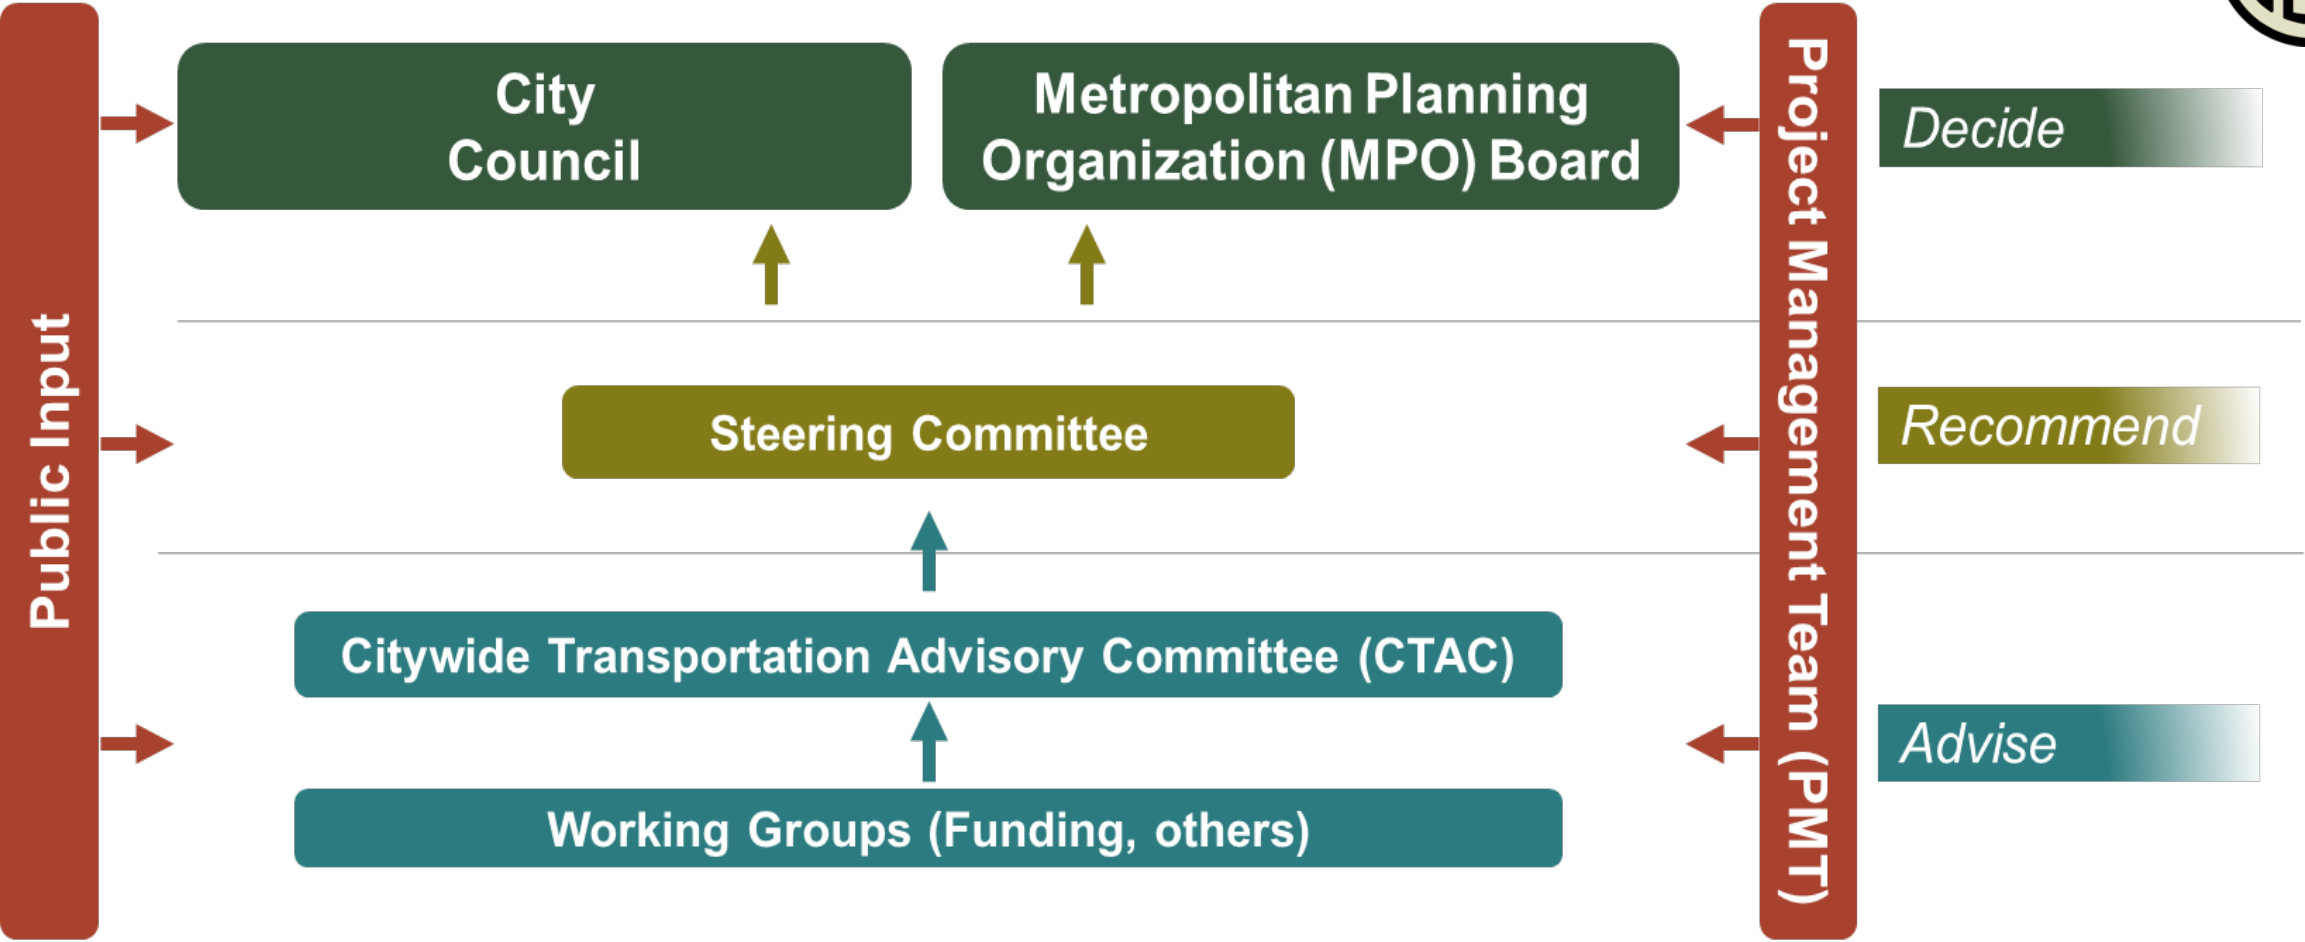 Public Input
City
Council
Metropolitan Planning
Organization (MPO) Board
Project Management Team (PMT)
Decide
Steering Committee
Recommend
Citywide Transportation Advisory Committee (CTAC)
Working Groups (Funding, others)
Advise